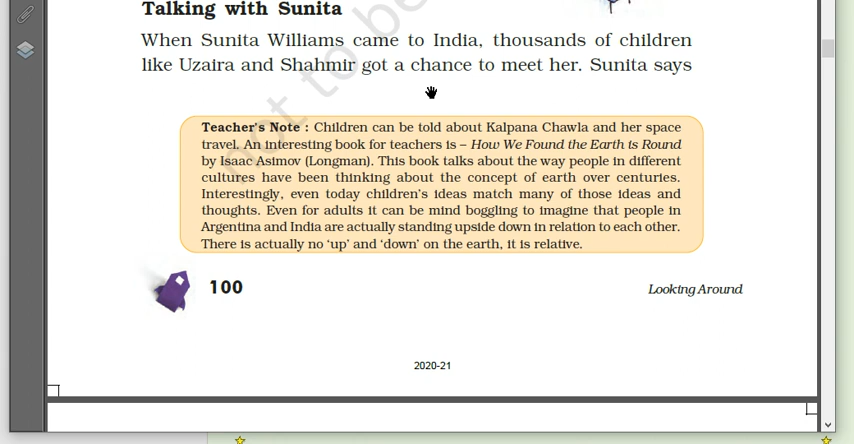 Talking with Sunita
When Sunita Williams came to India, thousands of children
like Uzaira and Shahmir got a chance to meet her. Sunita says
not to be
Teacher's Note : Children can be told about Kalpana Chawla and her space
travel. An interesting book for teachers is – How We Found the Earth is Round
by Isaac Asimov (Longman). This book talks about the way people in different
cultures have been thinking about the concept of earth over centuries.
Interestingly, even today children's ideas match many of those ideas and
thoughts. Even for adults it can be mind boggling to imagine that people in
Argentina and India are actually standing upside down in relation to each other.
There is actually no 'up' and 'down' on the earth, it is relative.
100
Looking Around
2020-21